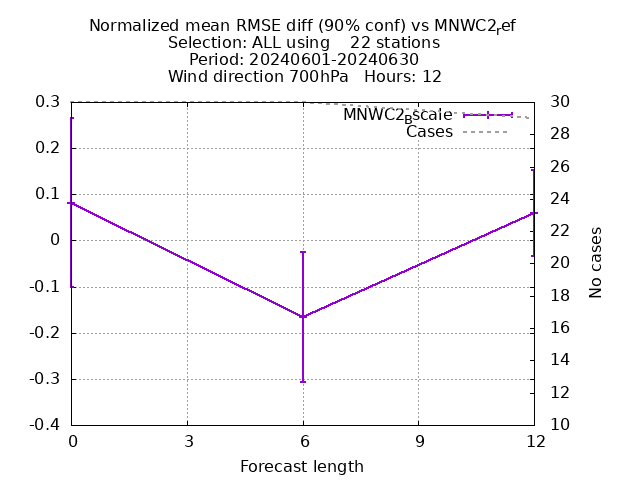 Normalized mean RMSE diff (90% conf) vs MNWC2ref
Selection: ALL using    22 stations
Period: 20240601-20240630
Wind direction 700hPa   Hours: 12
MNWC2Bscale
Cases
0.3
0.2
0.1
0
-0.1
-0.2
-0.3
-0.4
30
28
26
24
22
20
18
16
14
12
10
No cases
0 3 6 9 12
Forecast length